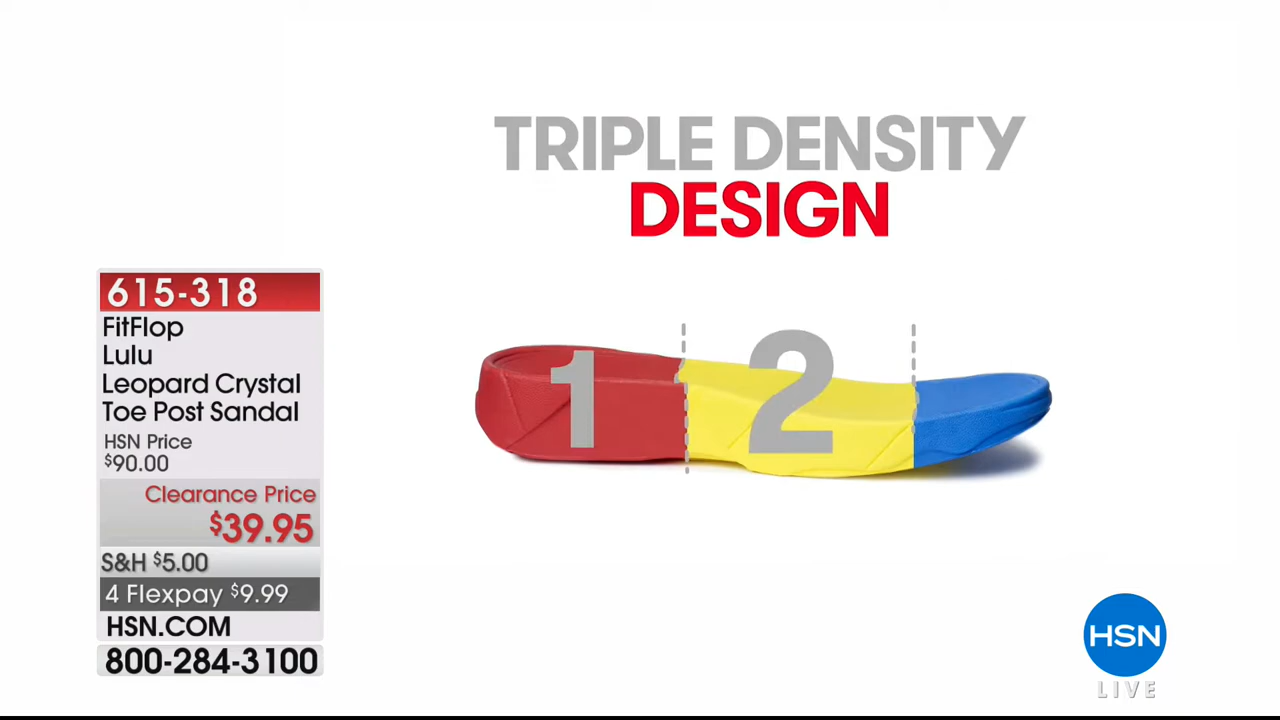 TRIPLE DENSITY
DESIGN
1
2
615-318
FitFlop
Lulu
Leopard Crystal
Toe Post Sandal
HSN Price
$90.00
Clearance Price
$39.95
S&H $5.00
4 Flexpay $9.99
HSN.COM
800-284-3100
HSN
LIVE